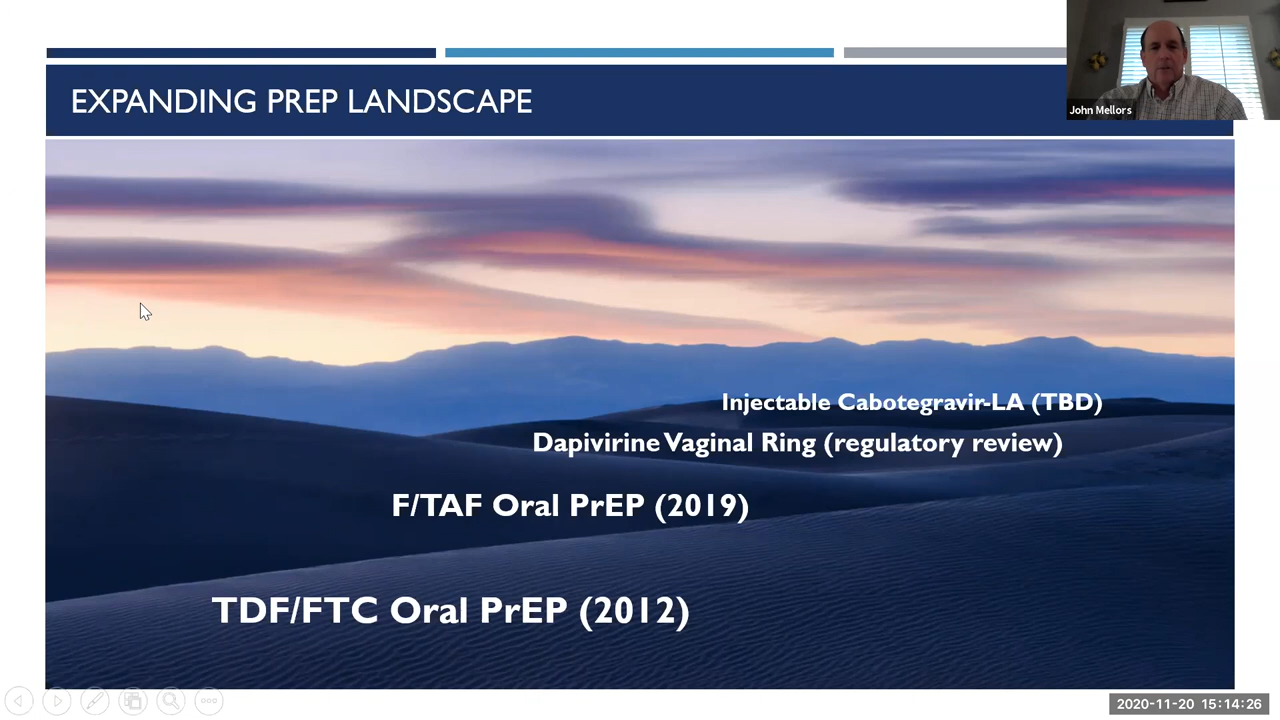 EXPANDING PREP LANDSCAPE
John Mellors
Injectable Cabotegravir-LA (TBD)
Dapivirine Vaginal Ring (regulatory review)
F/TAF Oral PrEP (2019)
TDF/FTC Oral PrEP (2012)
2020-11-20 15:14:26